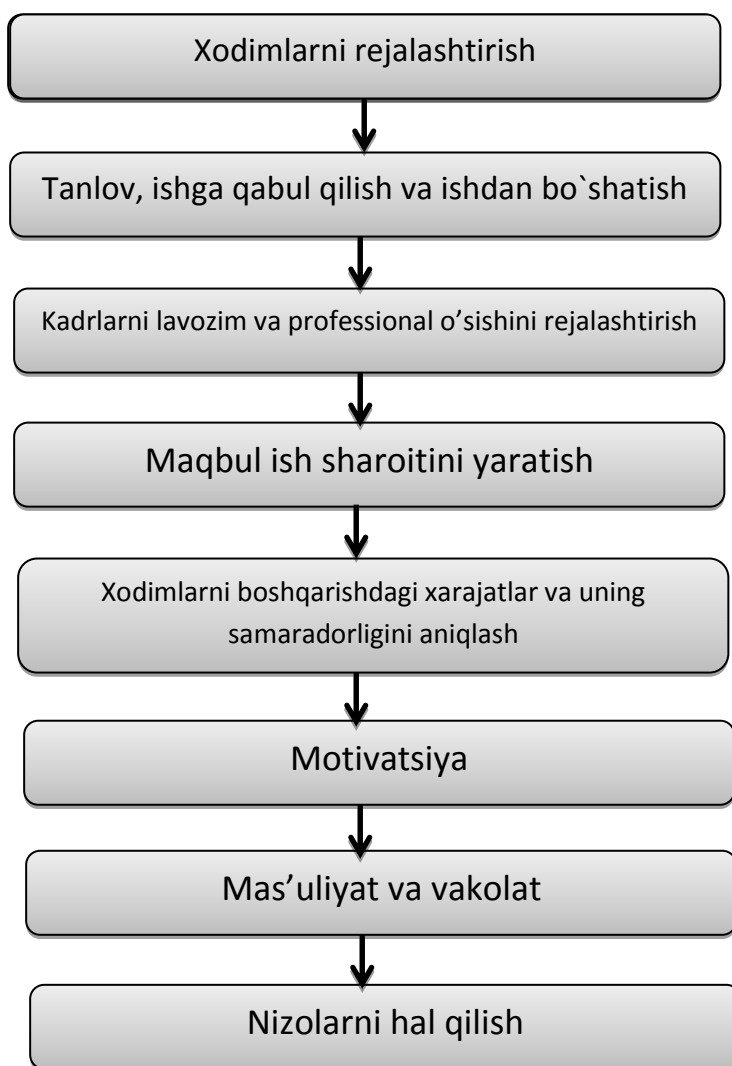 Xodimlarni rejalashtirish
Tanlov, ishga qabul qilish va ishdan bo`shatish
Kadrlarni lavozim va professional o’sishini rejalashtirish
Maqbul ish sharoitini yaratish
Xodimlarni boshqarishdagi xarajatlar va uning
samaradorligini aniqlash
Motivatsiya
Mas’uliyat va vakolat
Nizolarni hal qilish